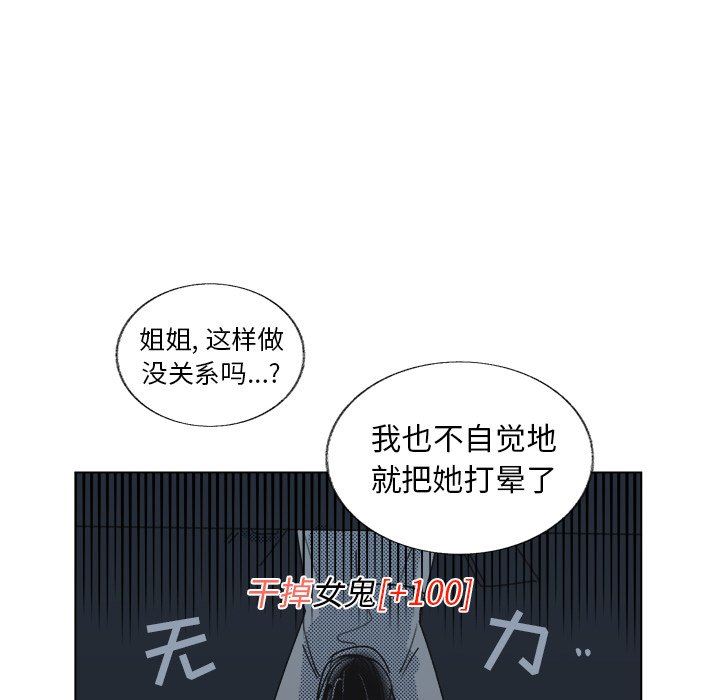 姐姐, 这样做
没关系吗...?
我也不自觉地
就把她打晕了
干掉女鬼[+100]
无力